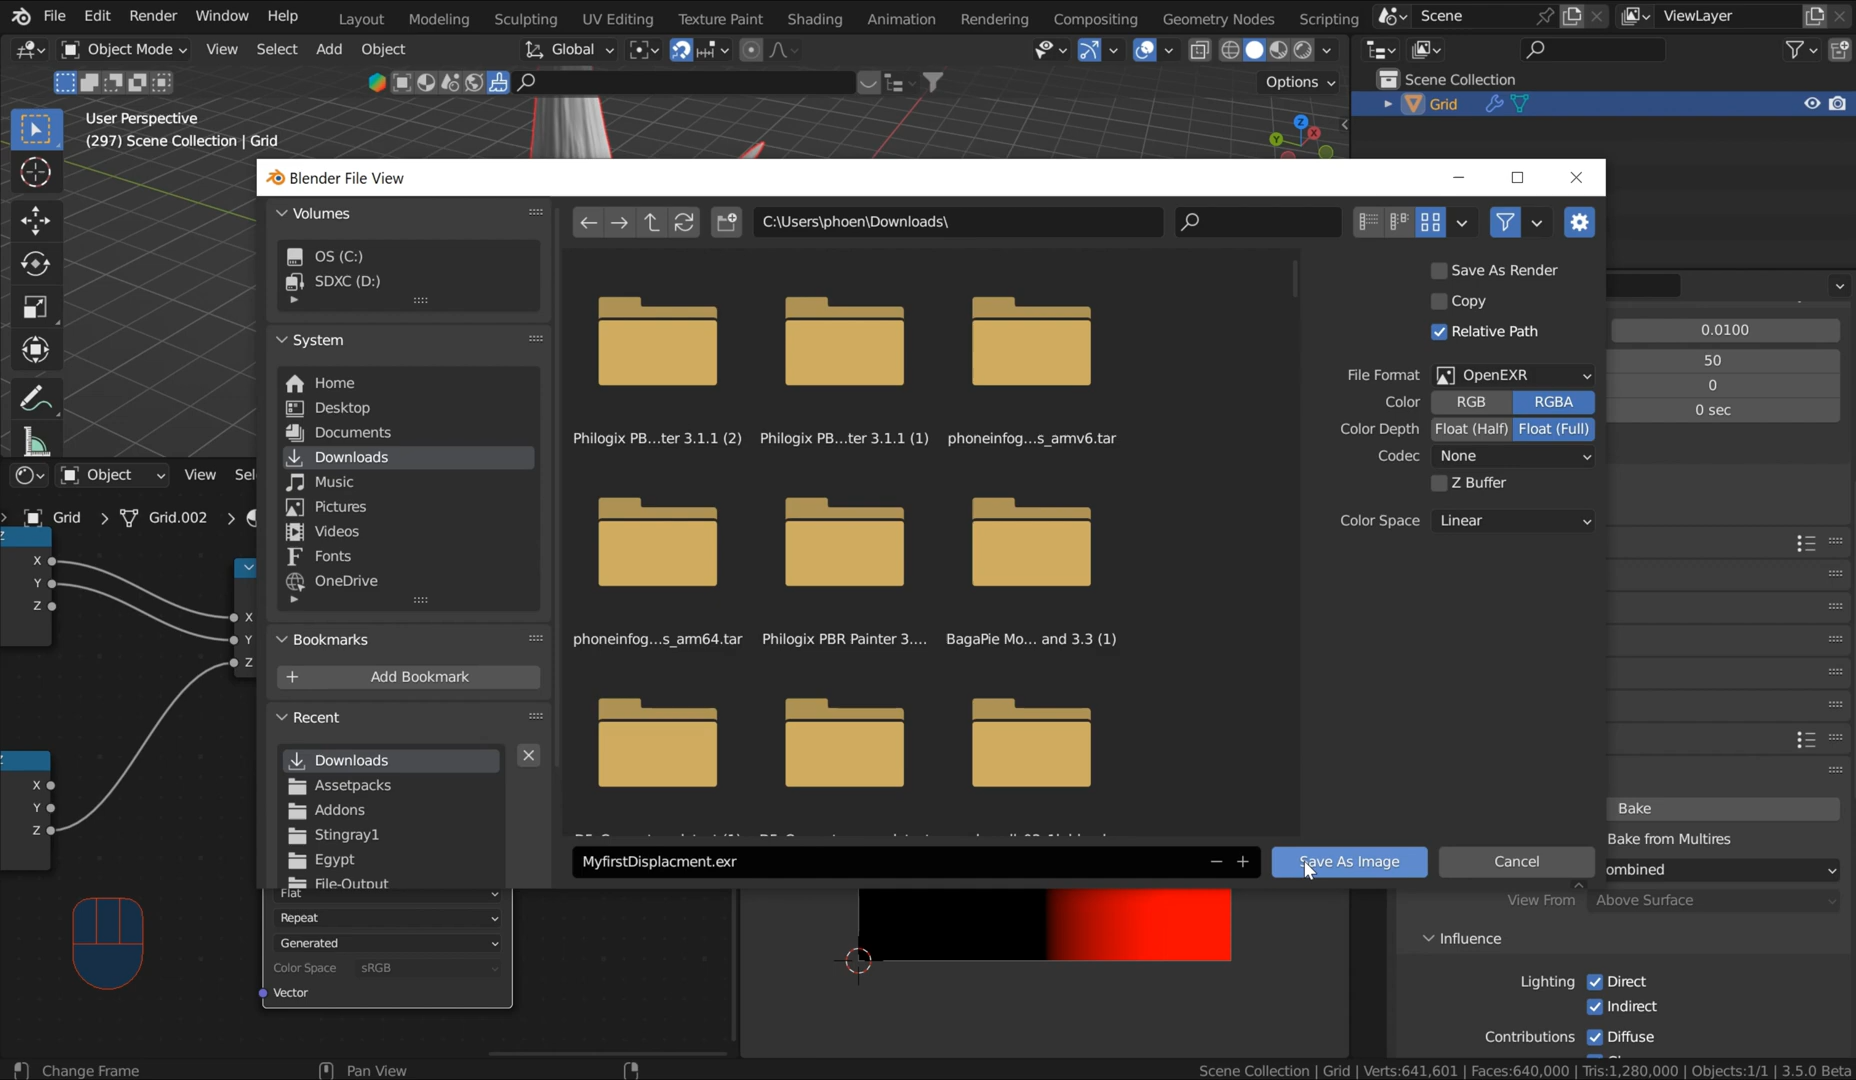 File Edit Render Window Help Layout Modeling Sculpting UV Editing Texture Paint Shading Animation Rendering Compositing Geometry Nodes Scripting Scene ViewLayer
Object Mode View Select Add Object Global
Options
Scene Collection
Grid
User Perspective
(297) Scene Collection | Grid
Blender File View
Volumes
OS (C:)
SDXC (D:)
System
Home
Desktop
Documents
Downloads
Music
Pictures
Videos
Fonts
OneDrive
Bookmarks
Add Bookmark
Recent
Downloads
Assetpacks
Addons
Stingray1
Egypt
File-Output
C:\Users\phoen\Downloads\
Philogix PB...ter 3.1.1 (2)
Philogix PB...ter 3.1.1 (1)
phoneinfog...s_armv6.tar
phoneinfog...s_arm64.tar
Philogix PBR Painter 3....
BagaPie Mo... and 3.3 (1)
MyfirstDisplacment.exr
Save As Image
Cancel
Save As Render
Copy
Relative Path
File Format OpenEXR
Color RGB RGBA
Color Depth Float (Half) Float (Full)
Codec None
Z Buffer
Color Space Linear
0.0100
50
0
0 sec
Bake
Bake from Multires
ombined
View From Above Surface
Influence
Lighting Direct
Indirect
Contributions Diffuse
Object View Sel
Grid Grid.002
X
Y
Z
X
Y
Z
X
Y
Z
Flat
Repeat
Generated
Color Space sRGB
Vector
Change Frame Pan View Scene Collection | Grid | Verts:641,601 | Faces:640,000 | Tris:1,280,000 | Objects:1/1 | 3.5.0 Beta